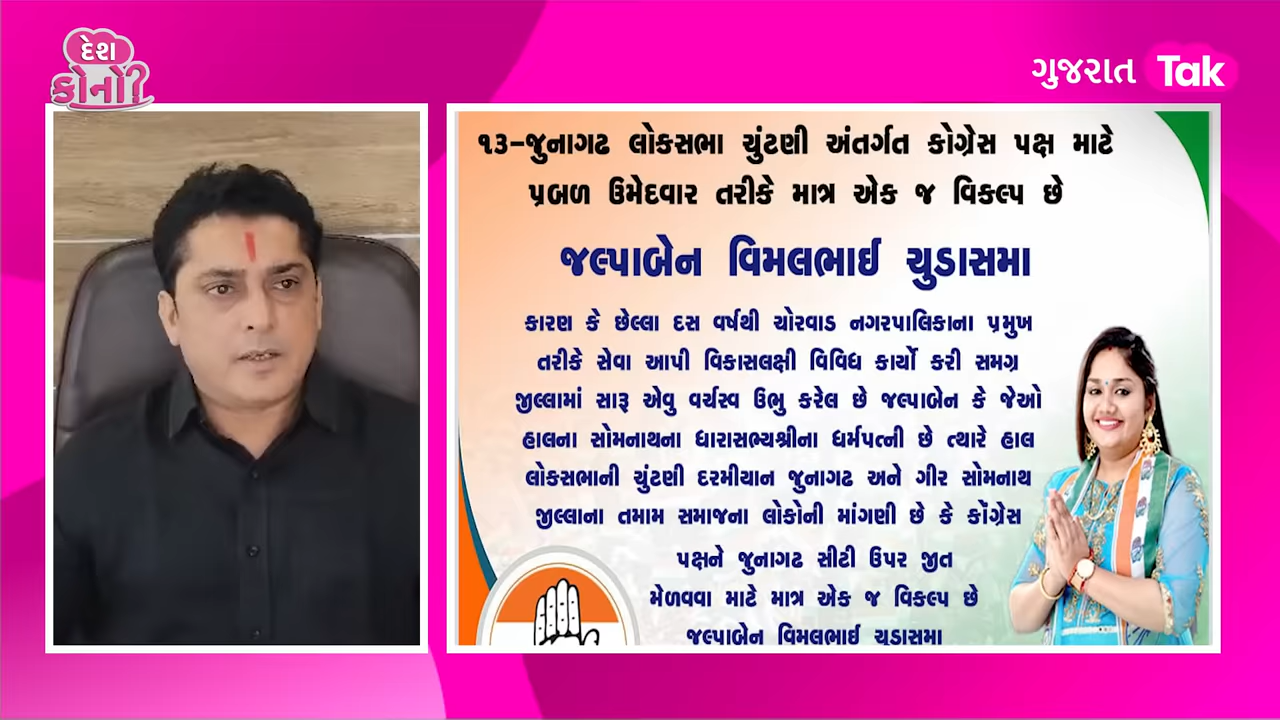 દેશ
કોનો?
ગુજરાત Tak
૧૩-જુનાગઢ લોકસભા ચુંટણી અંતર્ગત કોગ્રેસ પક્ષ માટે
પ્રબળ ઉમેદવાર તરીકે માત્ર એક જ વિકલ્પ છે
જલ્પાબેન વિમલભાઈ ચુડાસમા
કારણ કે છેલ્લા દસ વર્ષથી ચોરવાડ નગરપાલિકાના પ્રમુખ
તરીકે સેવા આપી વિકાસલક્ષી વિવિધ કાર્યો કરી સમગ્ર
જીલ્લામાં સારૂ એવુ વર્ચસ્વ ઉભુ કરેલ છે જલ્પાબેન કે જેઓ
હાલના સોમનાથના ધારાસભ્યશ્રીના ધર્મપત્ની છે ત્યારે હાલ
લોકસભાની ચુંટણી દરમીયાન જુનાગઢ અને ગીર સોમનાથ
જીલ્લાના તમામ સમાજના લોકોની માંગણી છે કે કોંગ્રેસ
પક્ષને જુનાગઢ સીટી ઉપર જીત
મેળવવા માટે માત્ર એક જ વિકલ્પ છે
જલ્પાબેન વિમલભાઈ ચુડાસમા